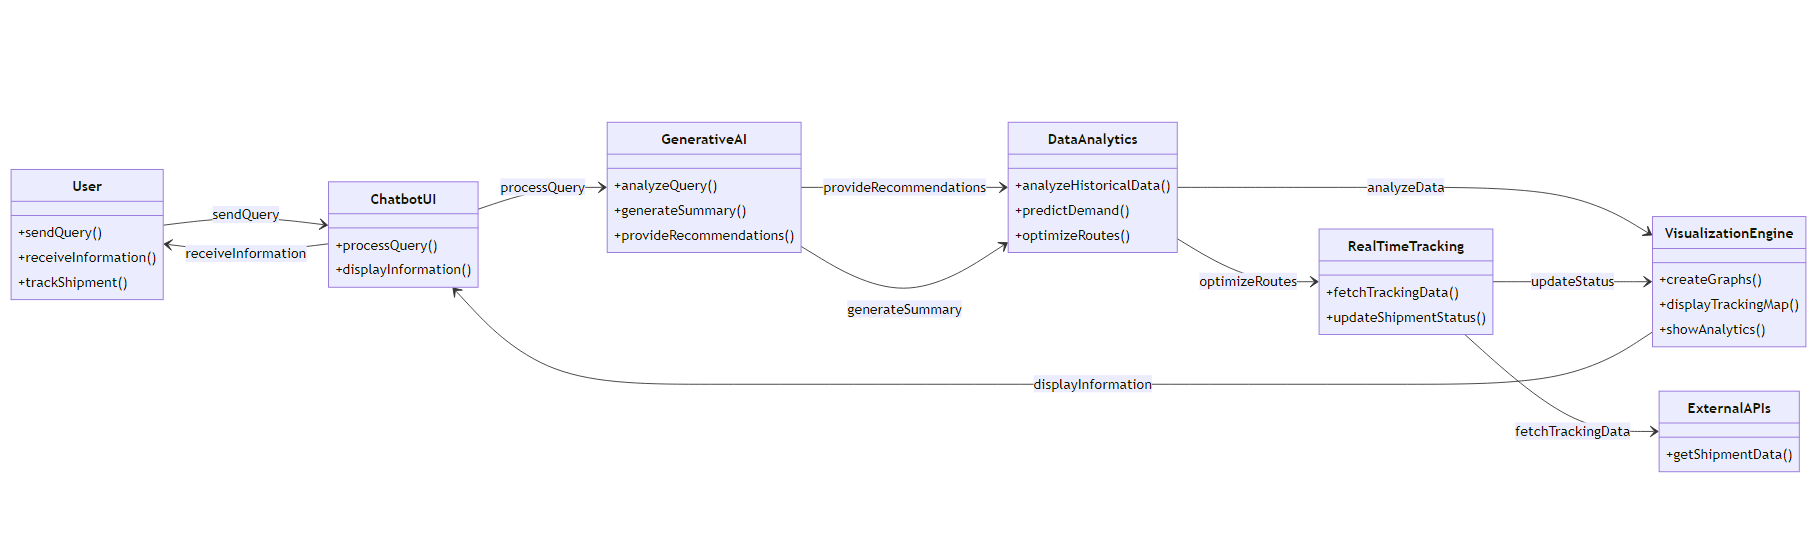 User
+sendQuery()
+receiveInformation()
+trackShipment()
sendQuery
receiveInformation
ChatbotUI
+processQuery()
+displayInformation()
processQuery
GenerativeAI
+analyzeQuery()
+generateSummary()
+provideRecommendations()
provideRecommendations
generateSummary
DataAnalytics
+analyzeHistoricalData()
+predictDemand()
+optimizeRoutes()
analyzeData
optimizeRoutes
RealTimeTracking
+fetchTrackingData()
+updateShipmentStatus()
updateStatus
VisualizationEngine
+createGraphs()
+displayTrackingMap()
+showAnalytics()
displayInformation
fetchTrackingData
ExternalAPIs
+getShipmentData()